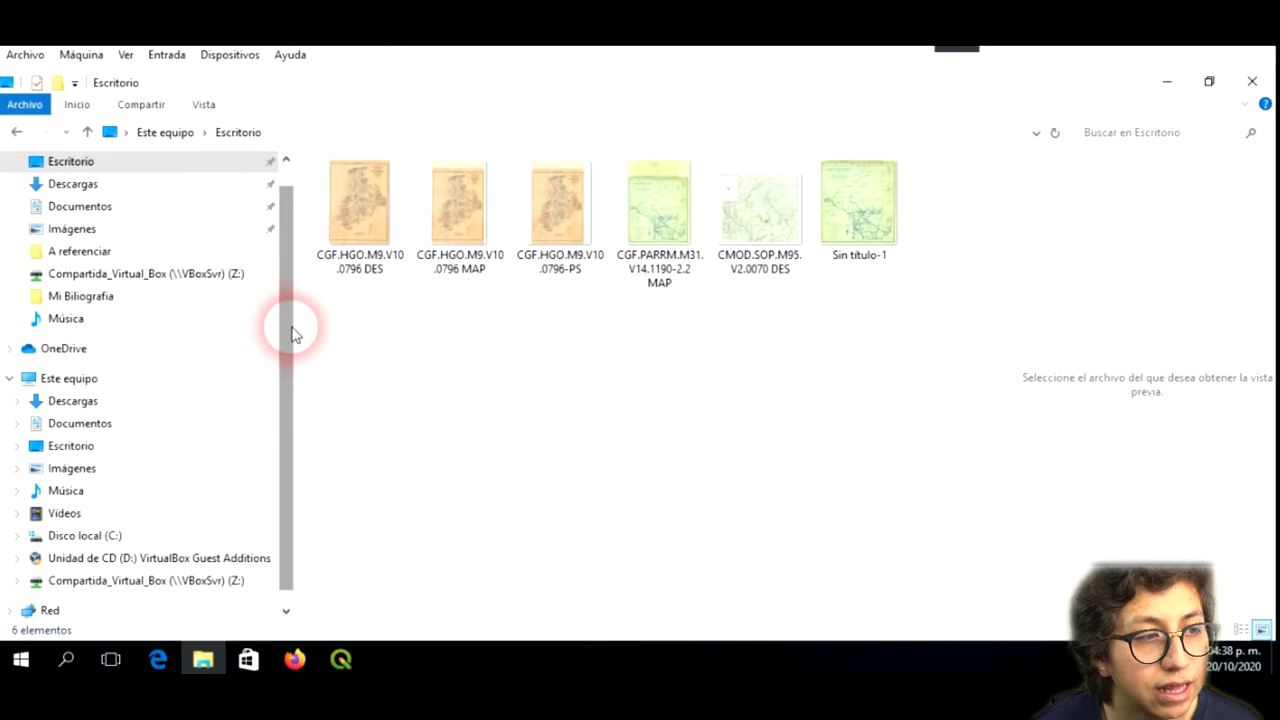 Archivo Máquina Ver Entrada Dispositivos Ayuda
Escritorio
Archivo Inicio Compartir Vista
Este equipo › Escritorio
Buscar en Escritorio
Escritorio
Descargas
Documentos
Imágenes
A referenciar
Compartida_Virtual_Box (\\VBoxSvr) (Z:)
Mi Biliografia
Música
OneDrive
Este equipo
Descargas
Documentos
Escritorio
Imágenes
Música
Vídeos
Disco local (C:)
Unidad de CD (D:) VirtualBox Guest Additions
Compartida_Virtual_Box (\\VBoxSvr) (Z:)
Red
6 elementos
CGF.HGO.M9.V10
.0796 DES
CGF.HGO.M9.V10
.0796 MAP
CGF.HGO.M9.V10
.0796-PS
CGF.PARRM.M31.
V14.1190-2.2
MAP
CMOD.SOP.M95.
V2.0070 DES
Sin título-1
Seleccione el archivo del que desea obtener la vista
previa.
04:38 p. m.
20/10/2020